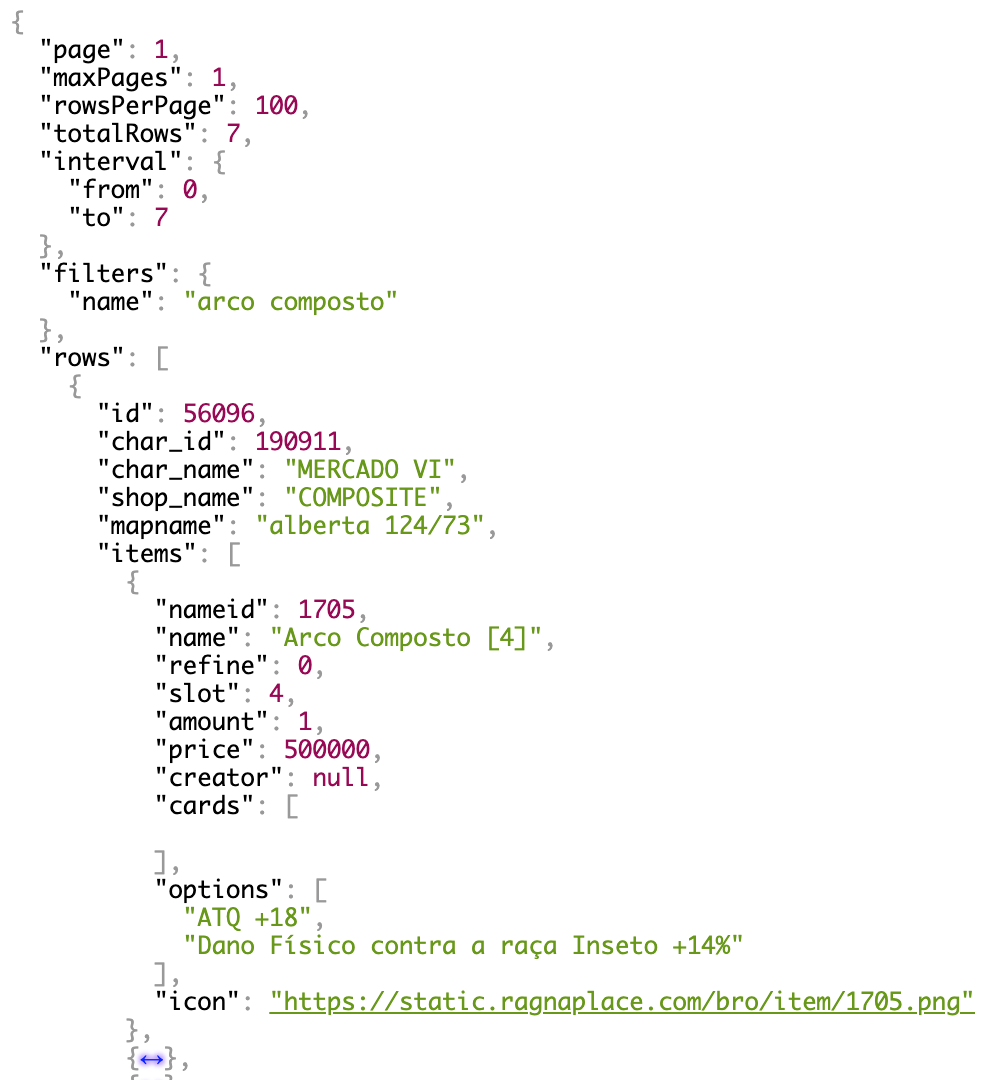 {
  "page": 1,
  "maxPages": 1,
  "rowsPerPage": 100,
  "totalRows": 7,
  "interval": {
    "from": 0,
    "to": 7
  },
  "filters": {
    "name": "arco composto"
  },
  "rows": [
    {
      "id": 56096,
      "char_id": 190911,
      "char_name": "MERCADO VI",
      "shop_name": "COMPOSITE",
      "mapname": "alberta 124/73",
      "items": [
        {
          "nameid": 1705,
          "name": "Arco Composto [4]",
          "refine": 0,
          "slot": 4,
          "amount": 1,
          "price": 500000,
          "creator": null,
          "cards": [

          ],
          "options": [
            "ATQ +18",
            "Dano Físico contra a raça Inseto +14%"
          ],
          "icon": "https://static.ragnaplace.com/bro/item/1705.png"
        },
        {↔},